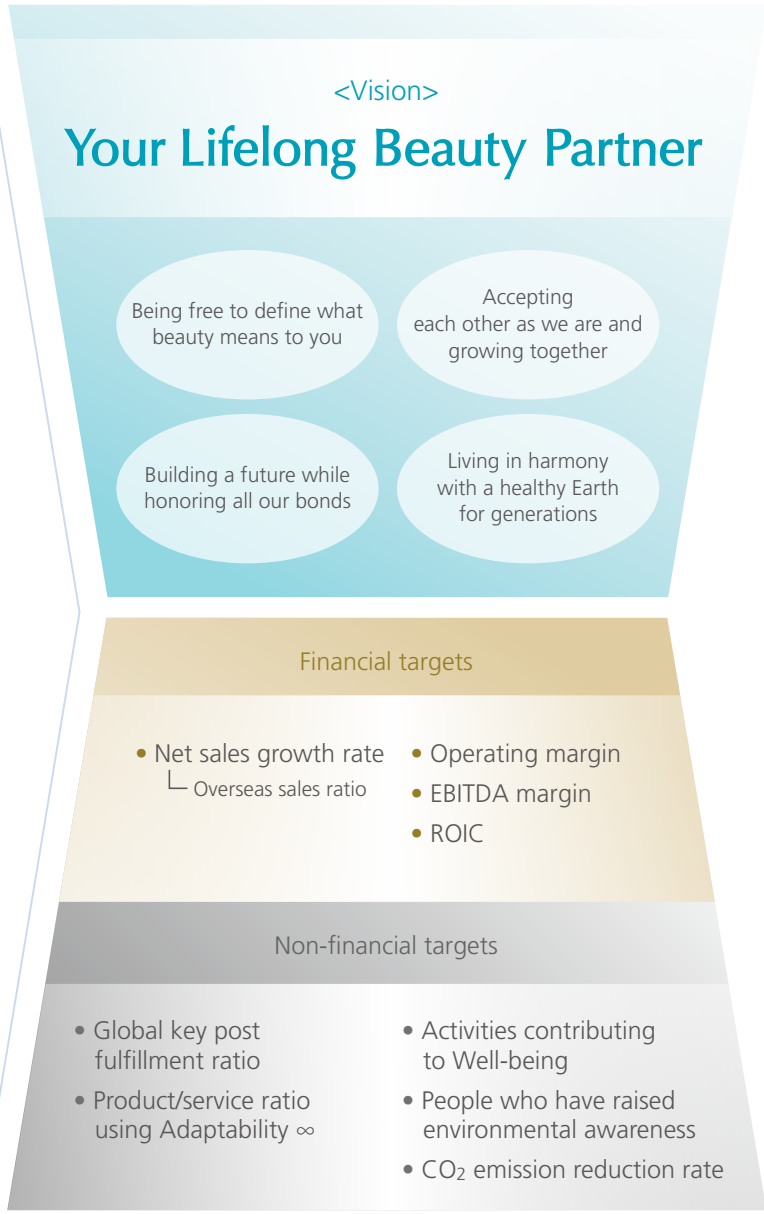 <Vision>
Your Lifelong Beauty Partner
Being free to define what
beauty means to you
Accepting
each other as we are and
growing together
Building a future while
honoring all our bonds
Living in harmony
with a healthy Earth
for generations
Financial targets
• Net sales growth rate
Overseas sales ratio
• Operating margin
• EBITDA margin
• ROIC
Non-financial targets
• Global key post
fulfillment ratio
• Product/service ratio
using Adaptability ∞
• Activities contributing
to Well-being
• People who have raised
environmental awareness
• CO₂ emission reduction rate